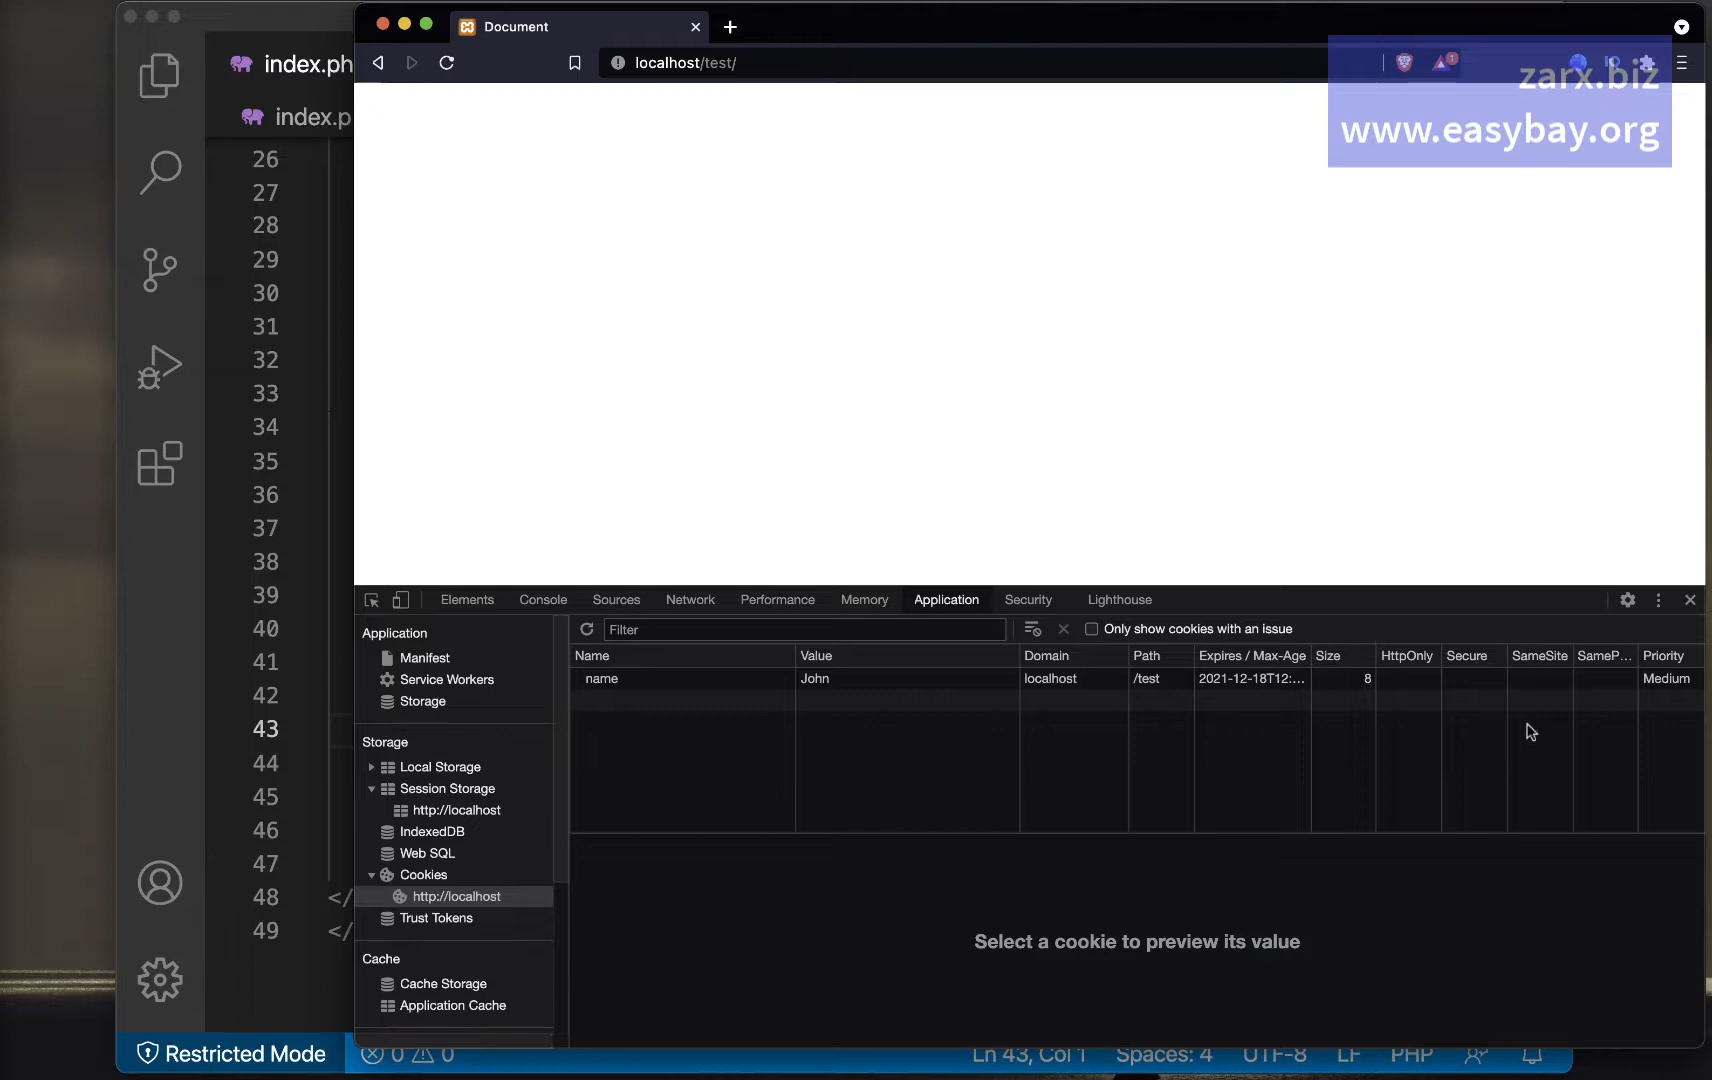 Document
localhost/test/
1
zarx.biz
www.easybay.org
index.ph
index.p
26
27
28
29
30
31
32
33
34
35
36
37
38
39
40
41
42
43
44
45
46
47
48 </
49 </
Elements Console Sources Network Performance Memory Application Security Lighthouse
Application
Manifest
Service Workers
Storage
Storage
Local Storage
Session Storage
http://localhost
IndexedDB
Web SQL
Cookies
http://localhost
Trust Tokens
Cache
Cache Storage
Application Cache
Filter
Only show cookies with an issue
Name Value Domain Path Expires / Max-Age Size HttpOnly Secure SameSite SameP... Priority
name John localhost /test 2021-12-18T12:... 8 Medium
Select a cookie to preview its value
Restricted Mode 0 0 Ln 43, Col 1 Spaces: 4 UTF-8 LF PHP